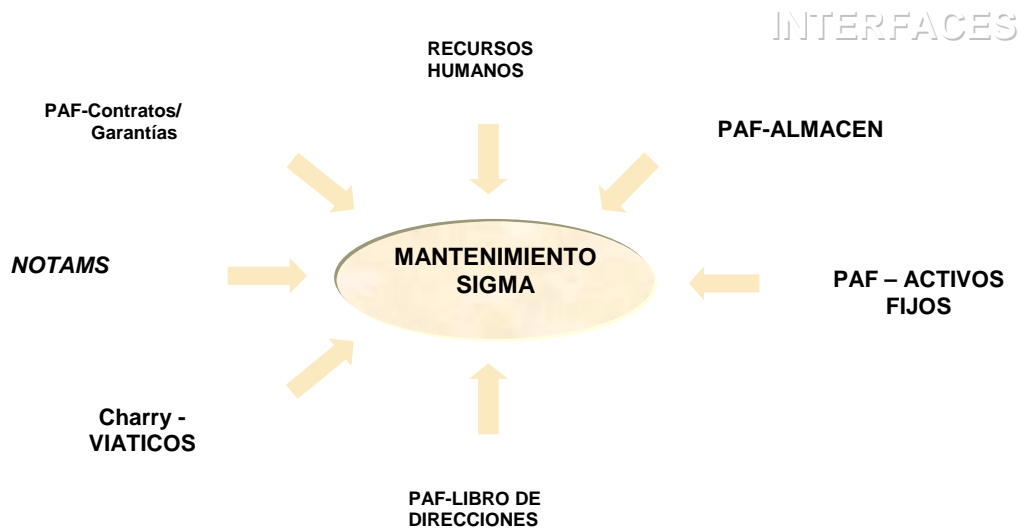 INTERFACES
RECURSOS
HUMANOS
PAF-Contratos/
Garantías
PAF-ALMACEN
MANTENIMIENTO
SIGMA
NOTAMS
PAF – ACTIVOS
FIJOS
Charry -
VIATICOS
PAF-LIBRO DE
DIRECCIONES